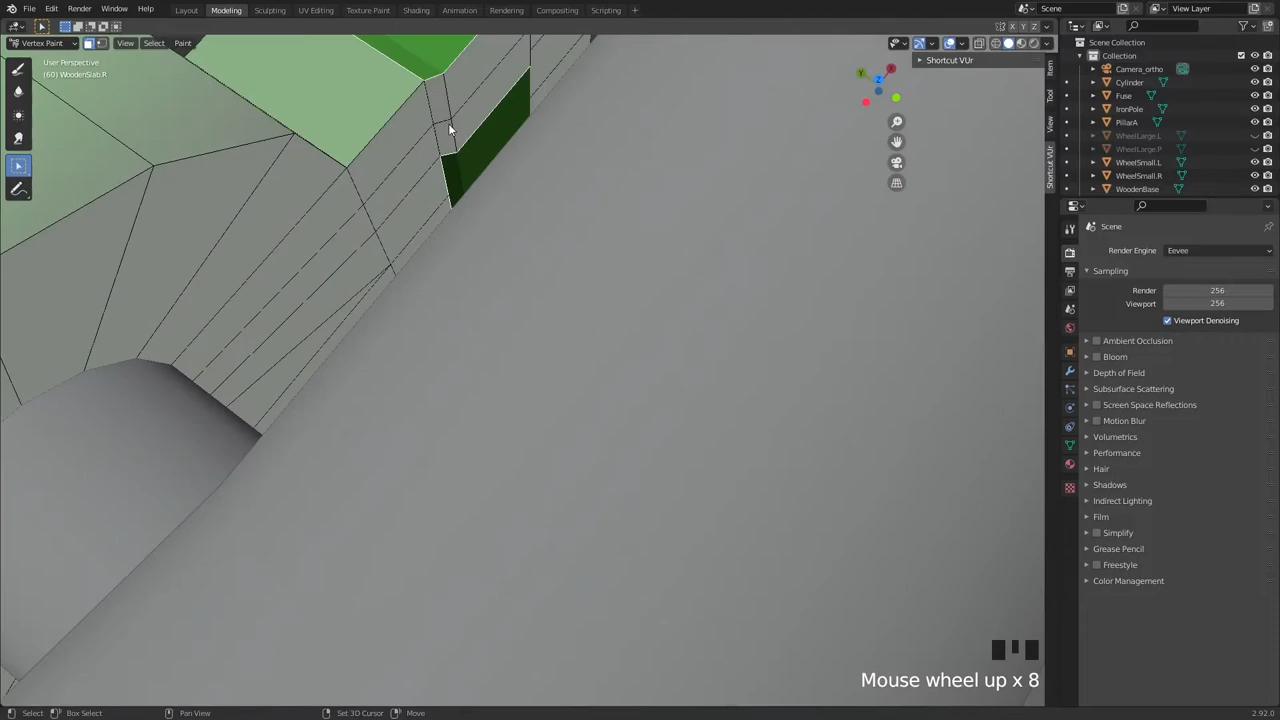 File Edit Render Window Help
Layout Modeling Sculpting UV Editing Texture Paint Shading Animation Rendering Compositing Scripting +
Scene
View Layer
X Y Z
Vertex Paint View Select Paint
User Perspective
(60) WoodenSlab.R
Shortcut VUr
Y X Z
Item
Tool
View
Shortcut VUr
Scene Collection
Collection
Camera_ortho
Cylinder
Fuse
IronPole
PillarA
WheelLarge.L
WheelLarge.P
WheelSmall.L
WheelSmall.R
WoodenBase
Scene
Render Engine Eevee
Sampling
Render 256
Viewport 256
Viewport Denoising
Ambient Occlusion
Bloom
Depth of Field
Subsurface Scattering
Screen Space Reflections
Motion Blur
Volumetrics
Performance
Hair
Shadows
Indirect Lighting
Film
Simplify
Grease Pencil
Freestyle
Color Management
Mouse wheel up x 8
Select Box Select Pan View Set 3D Cursor Move 2.92.0